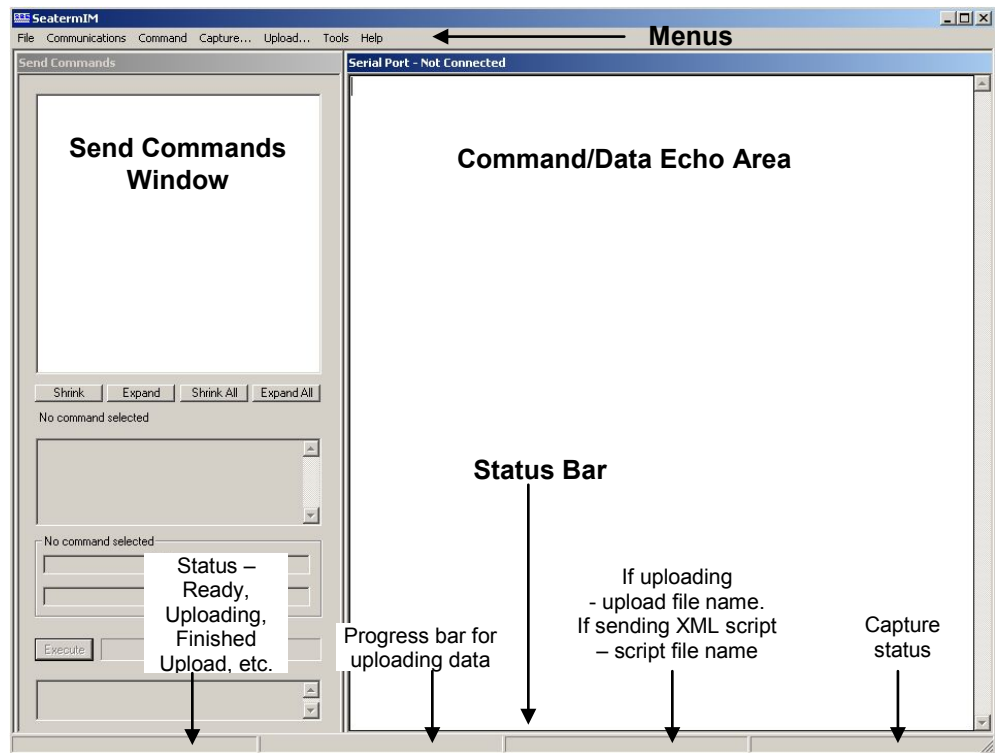 SeatermIM
File Communications Command Capture... Upload... Tools Help
Menus
Send Commands
Serial Port - Not Connected
Send Commands
Window
Command/Data Echo Area
Shrink Expand Shrink All Expand All
No command selected
Status Bar
No command selected
Status –
Ready,
Uploading,
Finished
Upload, etc.
Execute
Progress bar for
uploading data
If uploading
- upload file name.
If sending XML script
– script file name
Capture
status